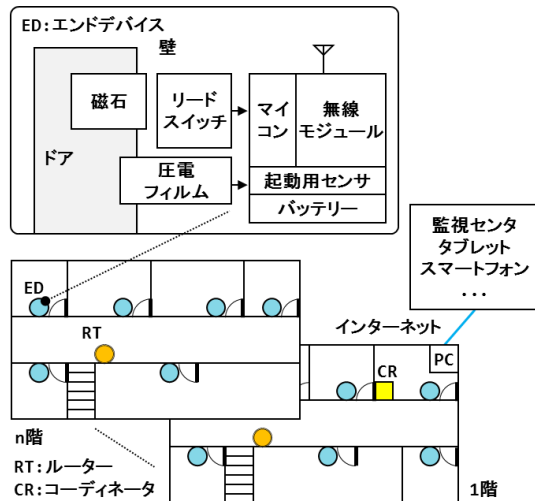 ED:エンドデバイス
壁
磁石
リード
スイッチ
マイ
コン
無線
モジュール
ドア
圧電
フィルム
起動用センサ
バッテリー
監視センタ
タブレット
スマートフォン
・・・
ED
インターネット
RT
CR
PC
n階
RT:ルーター
CR:コーディネータ
1階